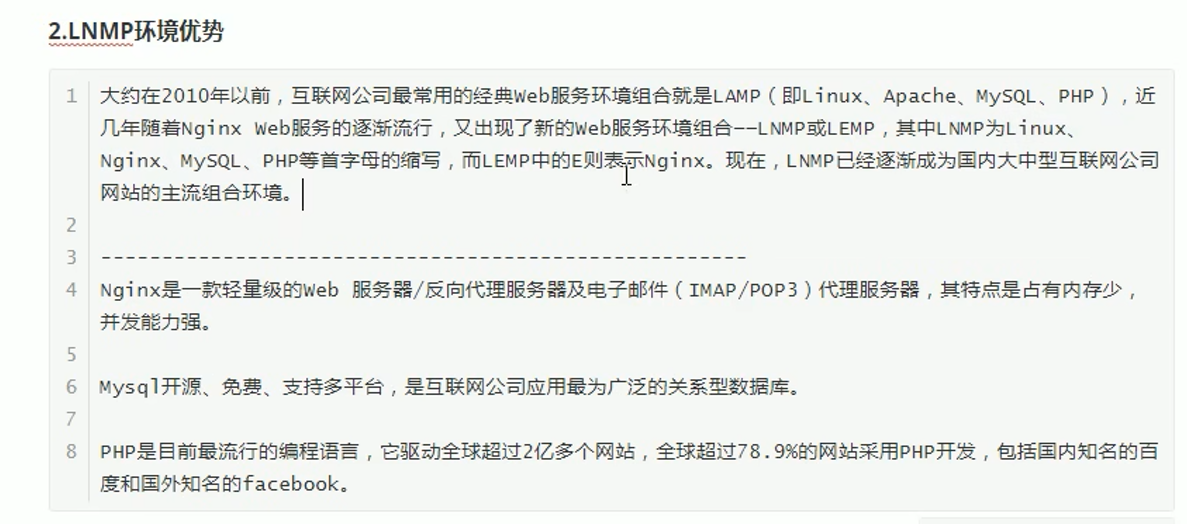 2.LNMP环境优势
1 大约在2010年以前，互联网公司最常用的经典Web服务环境组合就是LAMP（即Linux、Apache、MySQL、PHP），近
几年随着Nginx Web服务的逐渐流行，又出现了新的Web服务环境组合——LNMP或LEMP，其中LNMP为Linux、
Nginx、MySQL、PHP等首字母的缩写，而LEMP中的E则表示Nginx。现在，LNMP已经逐渐成为国内大中型互联网公司
网站的主流组合环境。
2
3 -----------------------------------------------------
4 Nginx是一款轻量级的Web 服务器/反向代理服务器及电子邮件（IMAP/POP3）代理服务器，其特点是占有内存少，
并发能力强。
5
6 Mysql开源、免费、支持多平台，是互联网公司应用最为广泛的关系型数据库。
7
8 PHP是目前最流行的编程语言，它驱动全球超过2亿多个网站，全球超过78.9%的网站采用PHP开发，包括国内知名的百
度和国外知名的facebook。